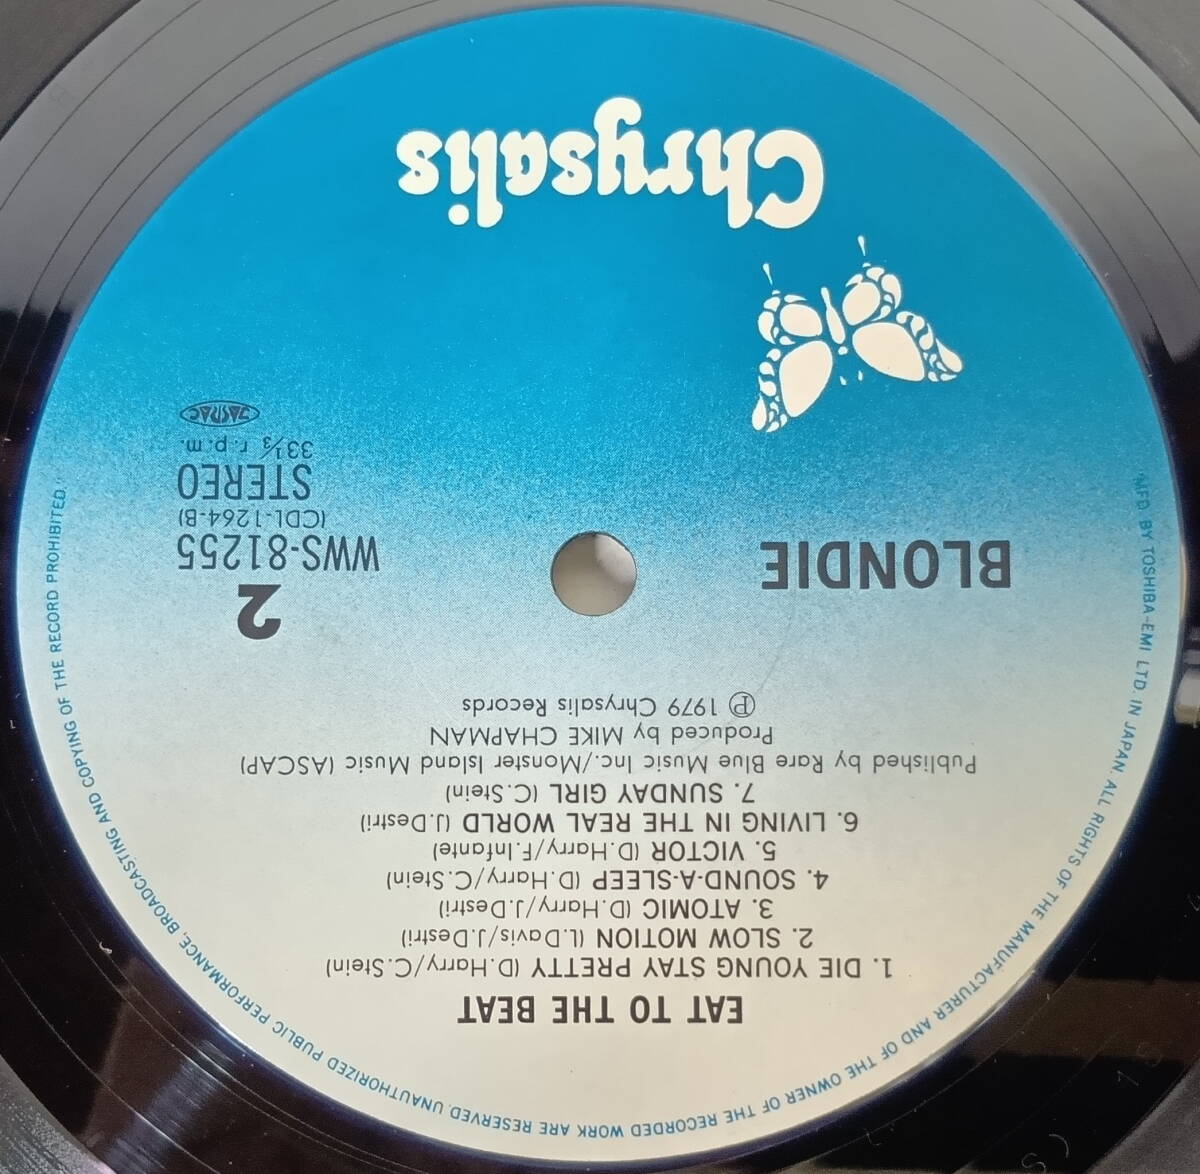 Chrysalis
JASRAC
33⅓ r.p.m.
STEREO
(CDL-1264-B)
WWS-81255
2
BLONDIE
Ⓟ 1979 Chrysalis Records
Produced by MIKE CHAPMAN
Published by Rare Blue Music Inc./Monster Island Music (ASCAP)
7. SUNDAY GIRL (C.Stein)
6. LIVING IN THE REAL WORLD (J.Destri)
5. VICTOR (D.Harry/F.Infante)
4. SOUND-A-SLEEP (D.Harry/C.Stein)
3. ATOMIC (D.Harry/J.Destri)
2. SLOW MOTION (L.Davis/J.Destri)
1. DIE YOUNG STAY PRETTY (D.Harry/C.Stein)
EAT TO THE BEAT
"MFD BY TOSHIBA-EMI LTD. IN JAPAN. ALL RIGHTS OF THE MANUFACTURER AND OF THE OWNER OF THE RECORDED WORK ARE RESERVED. UNAUTHORIZED PUBLIC PERFORMANCE, BROADCASTING AND COPYING OF THE RECORD PROHIBITED."